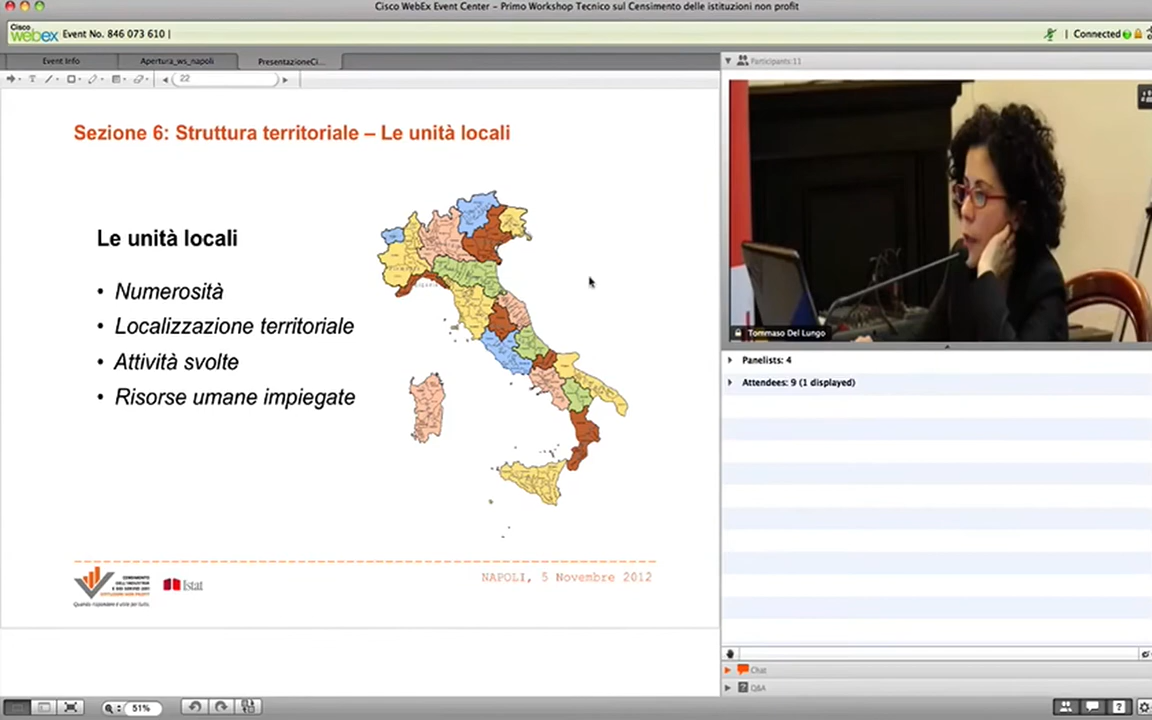 Cisco WebEx Event Center - Primo Workshop Tecnico sul Censimento delle istituzioni non profit
Cisco
webex
Event No. 846 073 610 |
| Connected
Event Info
Apertura_ws_napoli
PresentazioneCi...
22
Participants:11
Sezione 6: Struttura territoriale – Le unità locali
Le unità locali
• Numerosità
• Localizzazione territoriale
• Attività svolte
• Risorse umane impiegate
NAPOLI, 5 Novembre 2012
Istat
Tommaso Del Lungo
Panelists: 4
Attendees: 9 (1 displayed)
Chat
Q&A
51%